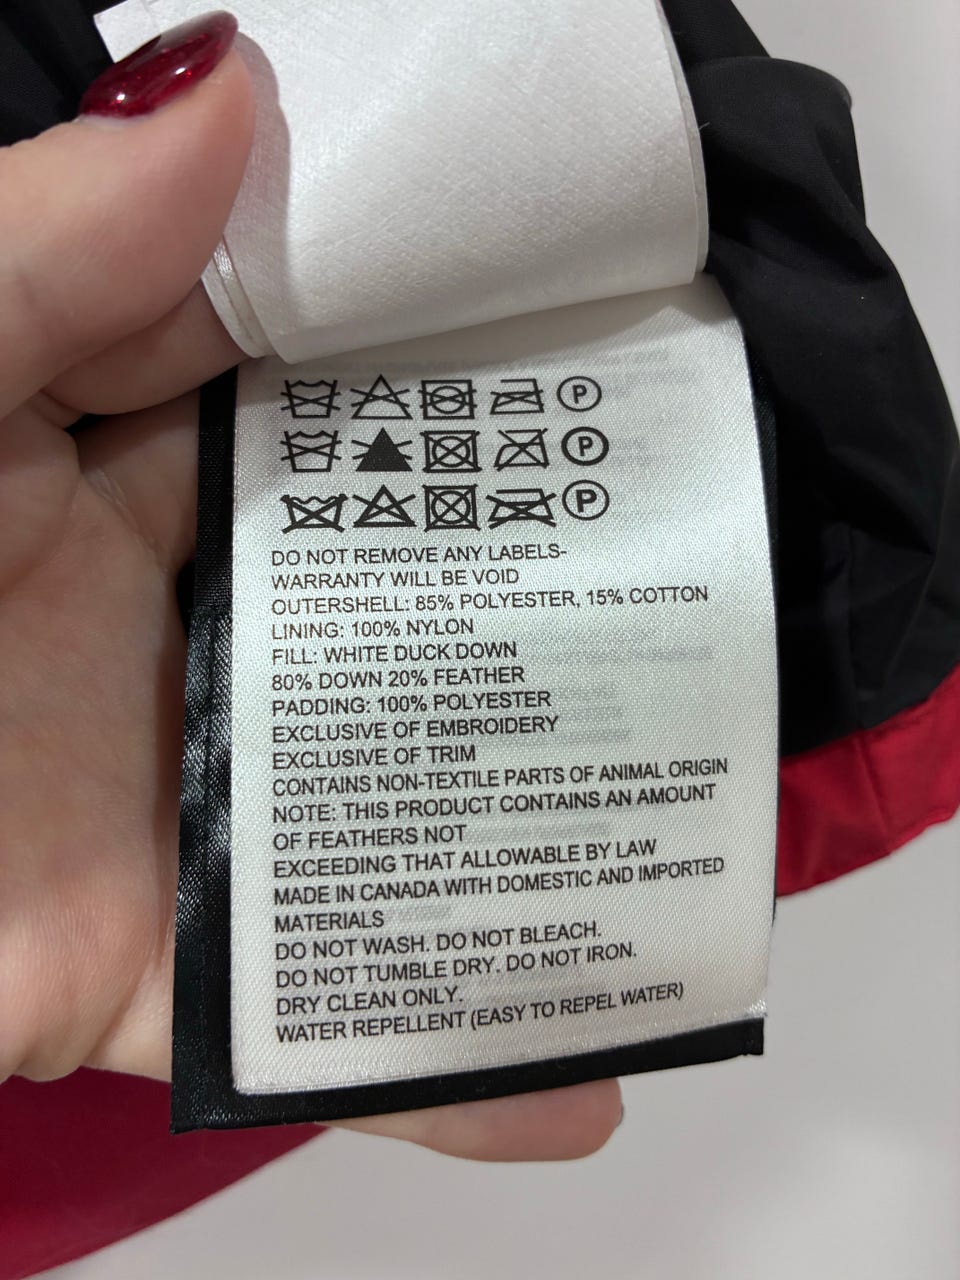 P
P
P
DO NOT REMOVE ANY LABELS-
WARRANTY WILL BE VOID
OUTERSHELL: 85% POLYESTER, 15% COTTON
LINING: 100% NYLON
FILL: WHITE DUCK DOWN
80% DOWN 20% FEATHER
PADDING: 100% POLYESTER
EXCLUSIVE OF EMBROIDERY
EXCLUSIVE OF TRIM
CONTAINS NON-TEXTILE PARTS OF ANIMAL ORIGIN
NOTE: THIS PRODUCT CONTAINS AN AMOUNT
OF FEATHERS NOT
EXCEEDING THAT ALLOWABLE BY LAW
MADE IN CANADA WITH DOMESTIC AND IMPORTED
MATERIALS
DO NOT WASH. DO NOT BLEACH.
DO NOT TUMBLE DRY. DO NOT IRON.
DRY CLEAN ONLY.
WATER REPELLENT (EASY TO REPEL WATER)